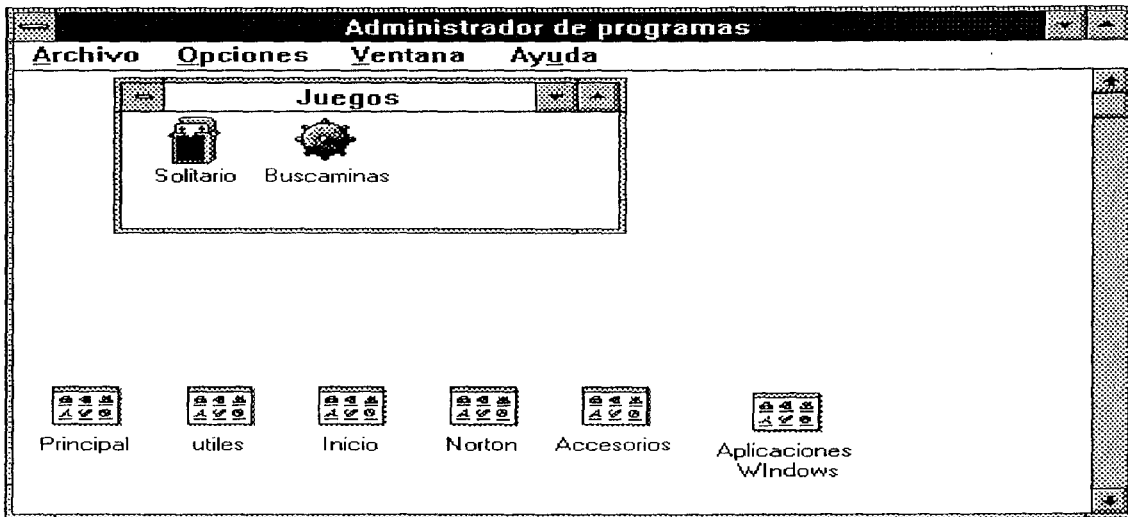 Administrador de programas
Archivo Opciones Ventana Ayuda
Juegos
Solitario Buscaminas
Principal utiles Inicio Norton Accesorios Aplicaciones
WIndows